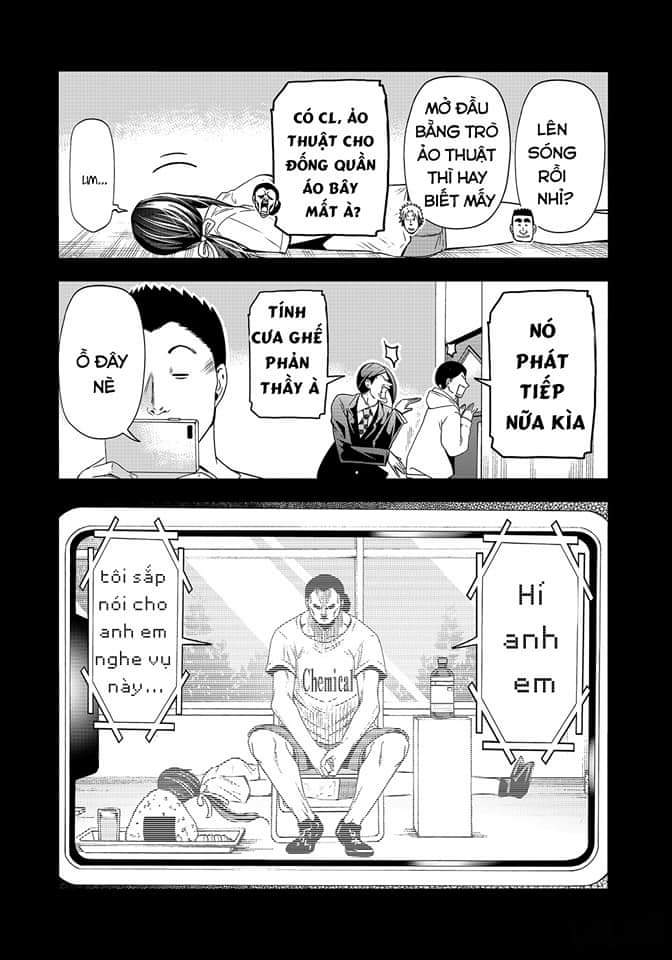 LÊN
SÓNG
RỒI
NHỈ?
MỞ ĐẦU
BẰNG TRÒ
ẢO THUẬT
THÌ HAY
BIẾT MẤY
CÓ CL, ẢO
THUẬT CHO
ĐỐNG QUẦN
ÁO BÂY
MẤT À?
UM...
NÓ
PHÁT
TIẾP
NỮA KÌA
TÍNH
CƯA GHẾ
PHẢN
THẦY À
Ồ ĐÂY
NÈ
Hí
anh
em
tôi sắp
nói cho
anh em
nghe vụ
này...
Chemical